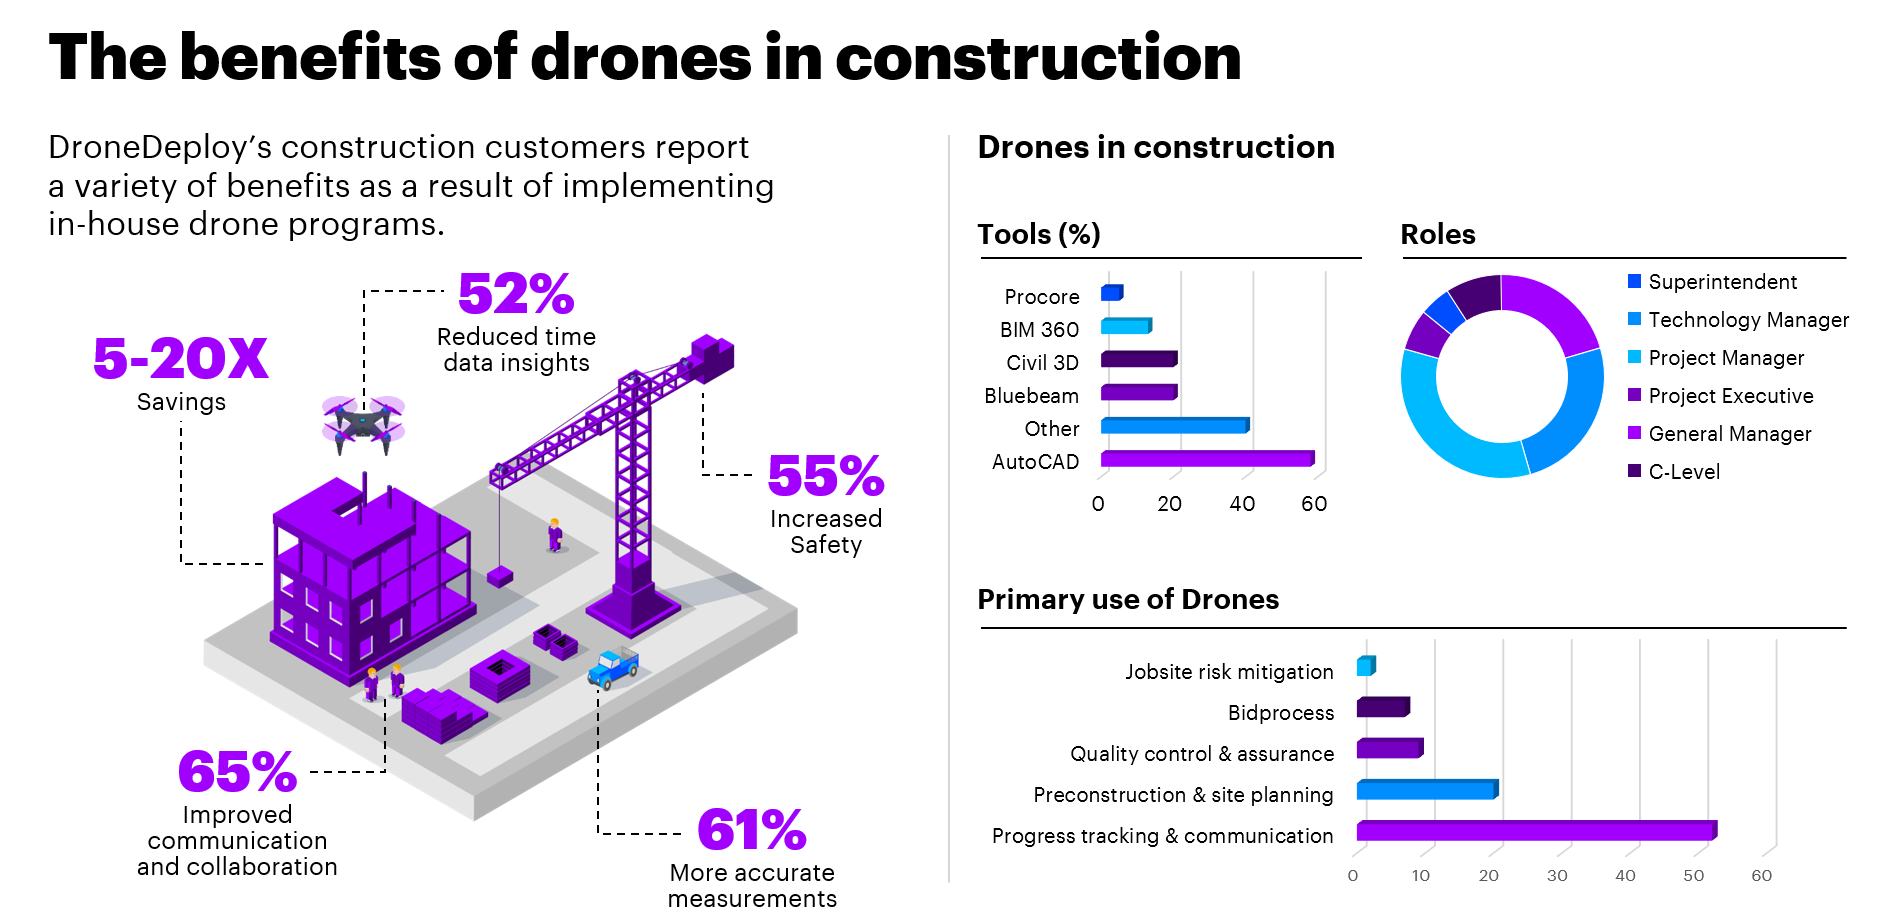 The benefits of drones in construction
DroneDeploy’s construction customers report
a variety of benefits as a result of implementing
in-house drone programs.
52%
Reduced time
data insights
5-20X
Savings
55%
Increased
Safety
65%
Improved
communication
and collaboration
61%
More accurate
measurements
Drones in construction
Tools (%)
Procore
BIM 360
Civil 3D
Bluebeam
Other
AutoCAD
0 20 40 60
Roles
Superintendent
Technology Manager
Project Manager
Project Executive
General Manager
C-Level
Primary use of Drones
Jobsite risk mitigation
Bidprocess
Quality control & assurance
Preconstruction & site planning
Progress tracking & communication
0 10 20 30 40 50 60